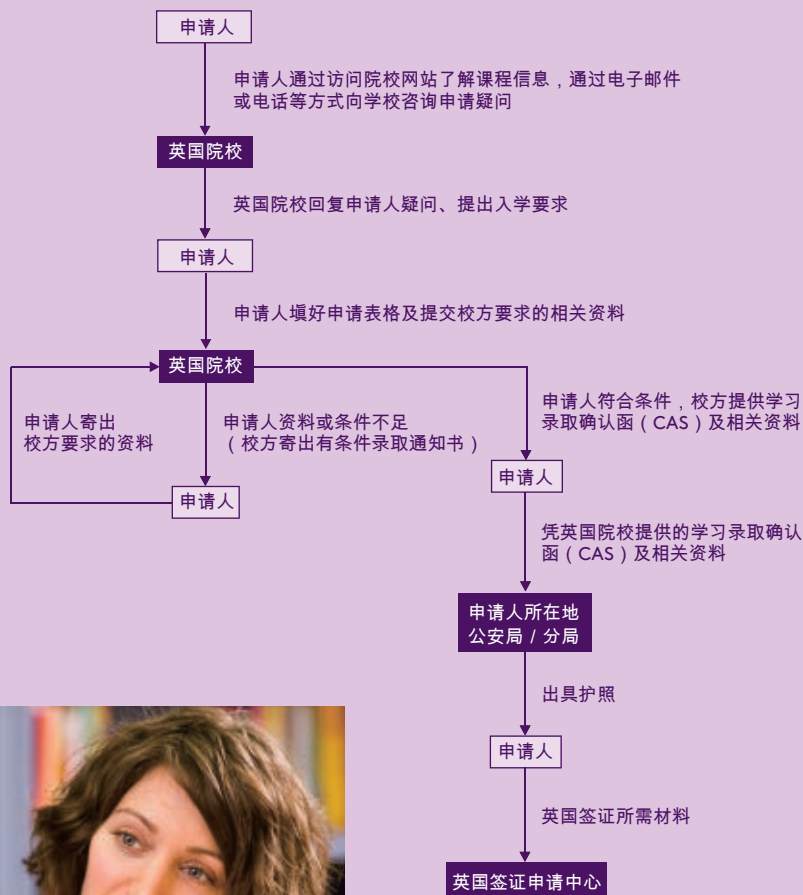 申请人
申请人通过访问院校网站了解课程信息，通过电子邮件
或电话等方式向学校咨询申请疑问
英国院校
英国院校回复申请人疑问、提出入学要求
申请人
申请人填好申请表格及提交校方要求的相关资料
英国院校
申请人寄出
校方要求的资料
申请人资料或条件不足
（校方寄出有条件录取通知书）
申请人
申请人符合条件，校方提供学习
录取确认函（CAS）及相关资料
申请人
凭英国院校提供的学习录取确认
函（CAS）及相关资料
申请人所在地
公安局 / 分局
出具护照
申请人
英国签证所需材料
英国签证申请中心